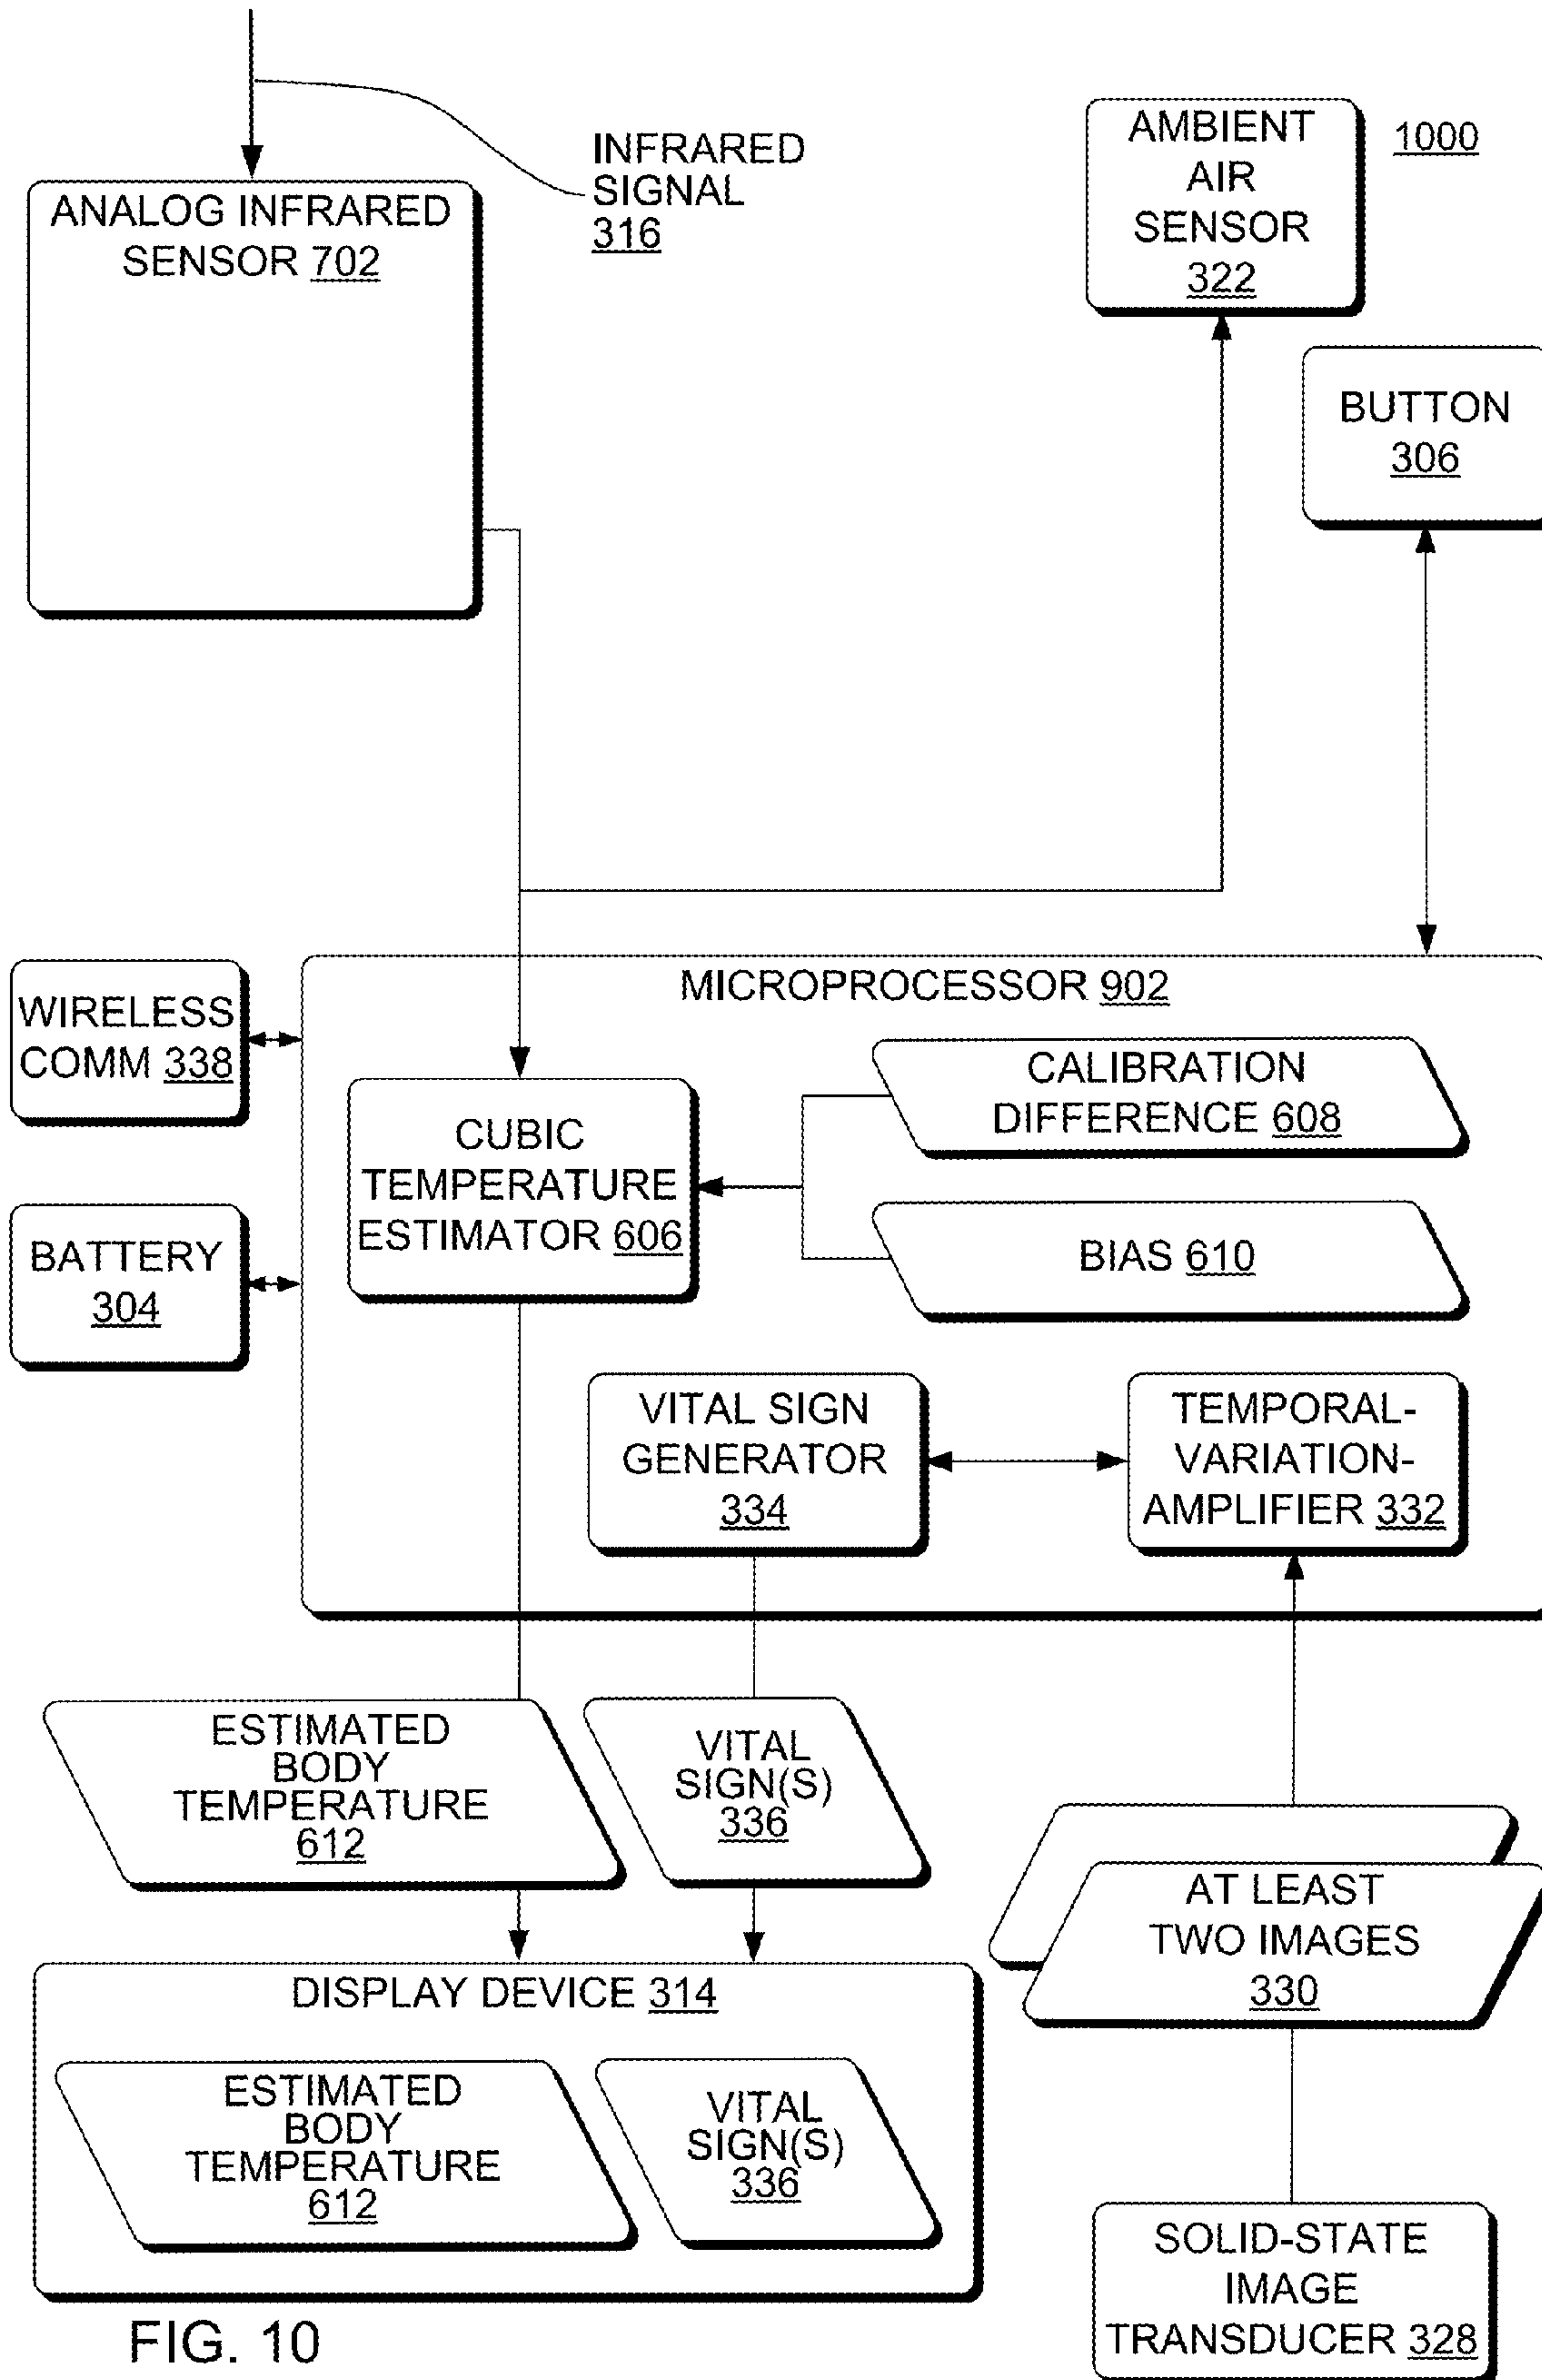 INFRARED
SIGNAL
316
ANALOG INFRARED
SENSOR 702
AMBIENT
AIR
SENSOR
322
1000
BUTTON
306
MICROPROCESSOR 902
WIRELESS
COMM 338
CALIBRATION
DIFFERENCE 608
CUBIC
TEMPERATURE
ESTIMATOR 606
BIAS 610
BATTERY
304
VITAL SIGN
GENERATOR
334
TEMPORAL-
VARIATION-
AMPLIFIER 332
ESTIMATED
BODY
TEMPERATURE
612
VITAL
SIGN(S)
336
AT LEAST
TWO IMAGES
330
DISPLAY DEVICE 314
ESTIMATED
BODY
TEMPERATURE
612
VITAL
SIGN(S)
336
SOLID-STATE
IMAGE
TRANSDUCER 328
FIG. 10